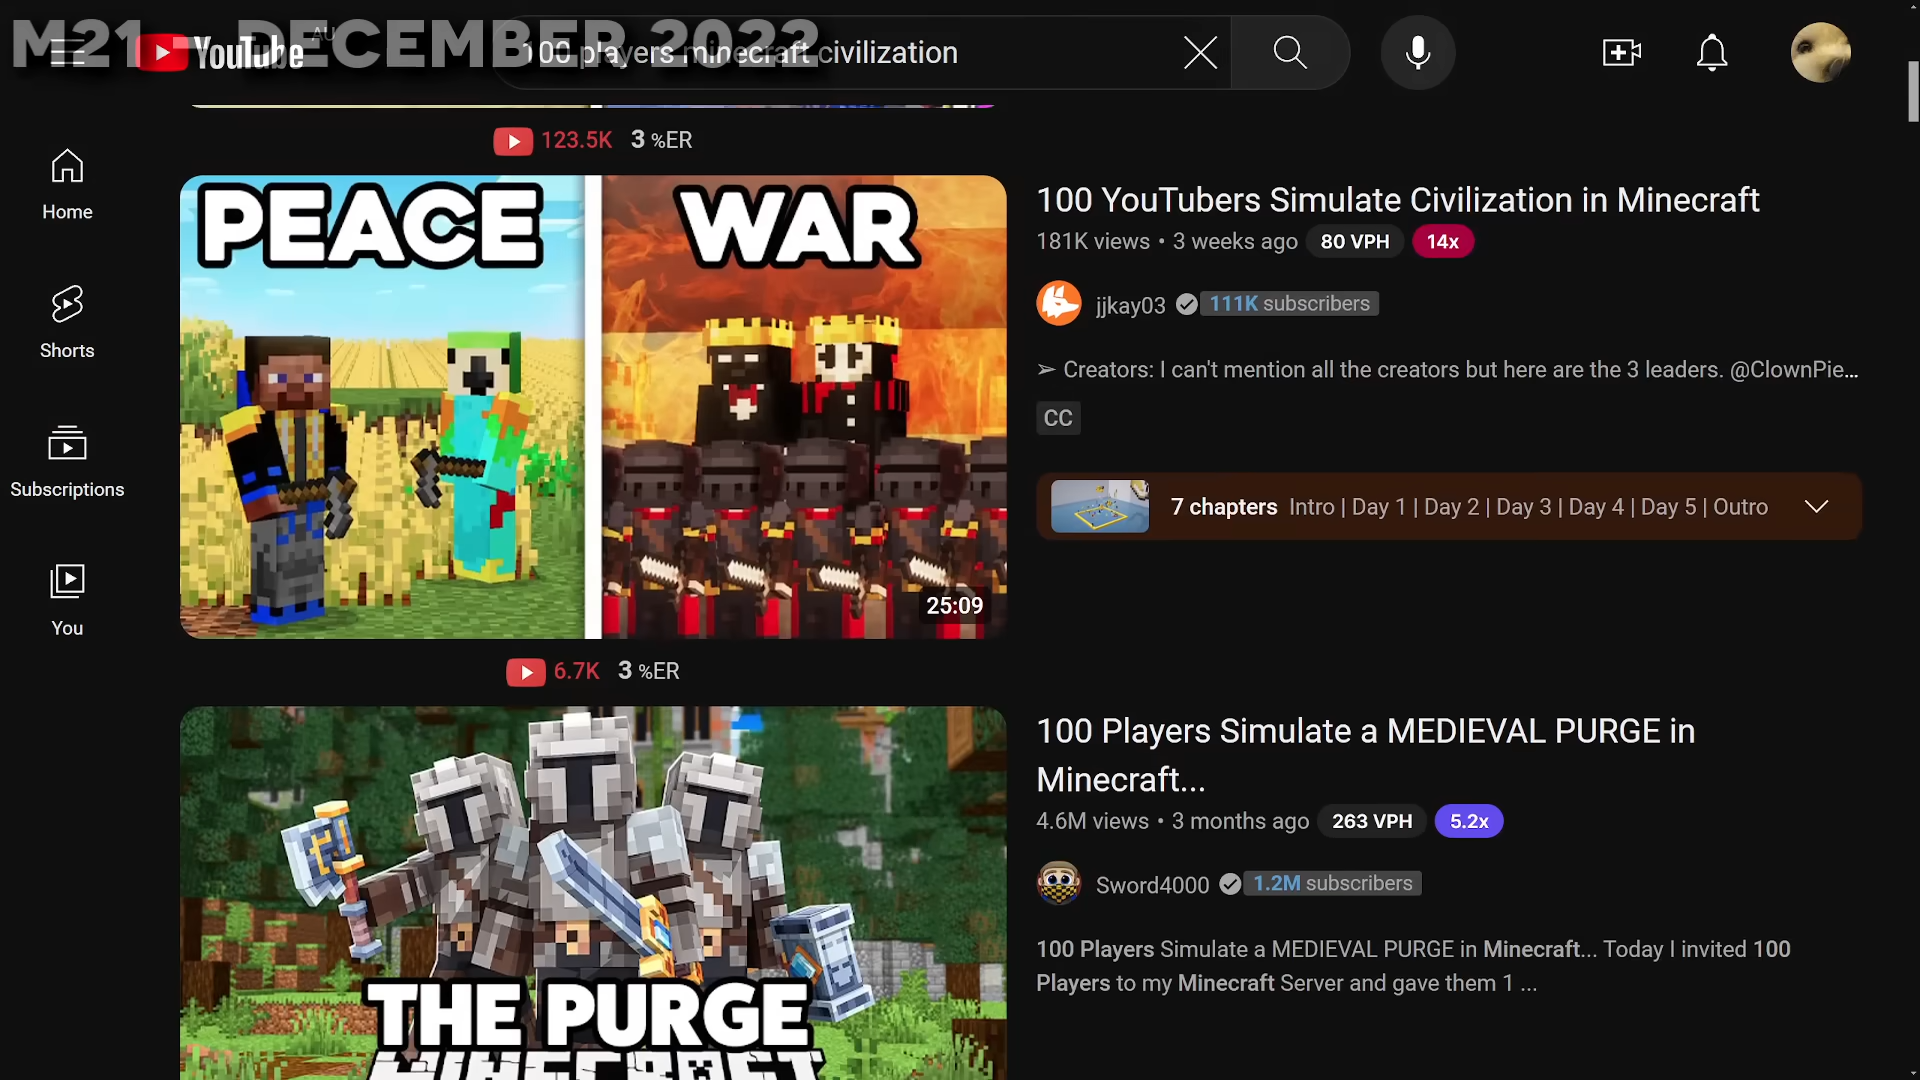 M21 - DECEMBER 2022
YouTube AU
100 players minecraft civilization
Home
Shorts
Subscriptions
You
123.5K 3 %ER
PEACE WAR
25:09
100 YouTubers Simulate Civilization in Minecraft
181K views • 3 weeks ago 80 VPH 14x
jjkay03 111K subscribers
➢ Creators: I can't mention all the creators but here are the 3 leaders. @ClownPie...
CC
7 chapters Intro | Day 1 | Day 2 | Day 3 | Day 4 | Day 5 | Outro
6.7K 3 %ER
THE PURGE
MINECRAFT
100 Players Simulate a MEDIEVAL PURGE in
Minecraft...
4.6M views • 3 months ago 263 VPH 5.2x
Sword4000 1.2M subscribers
100 Players Simulate a MEDIEVAL PURGE in Minecraft... Today I invited 100
Players to my Minecraft Server and gave them 1 ...